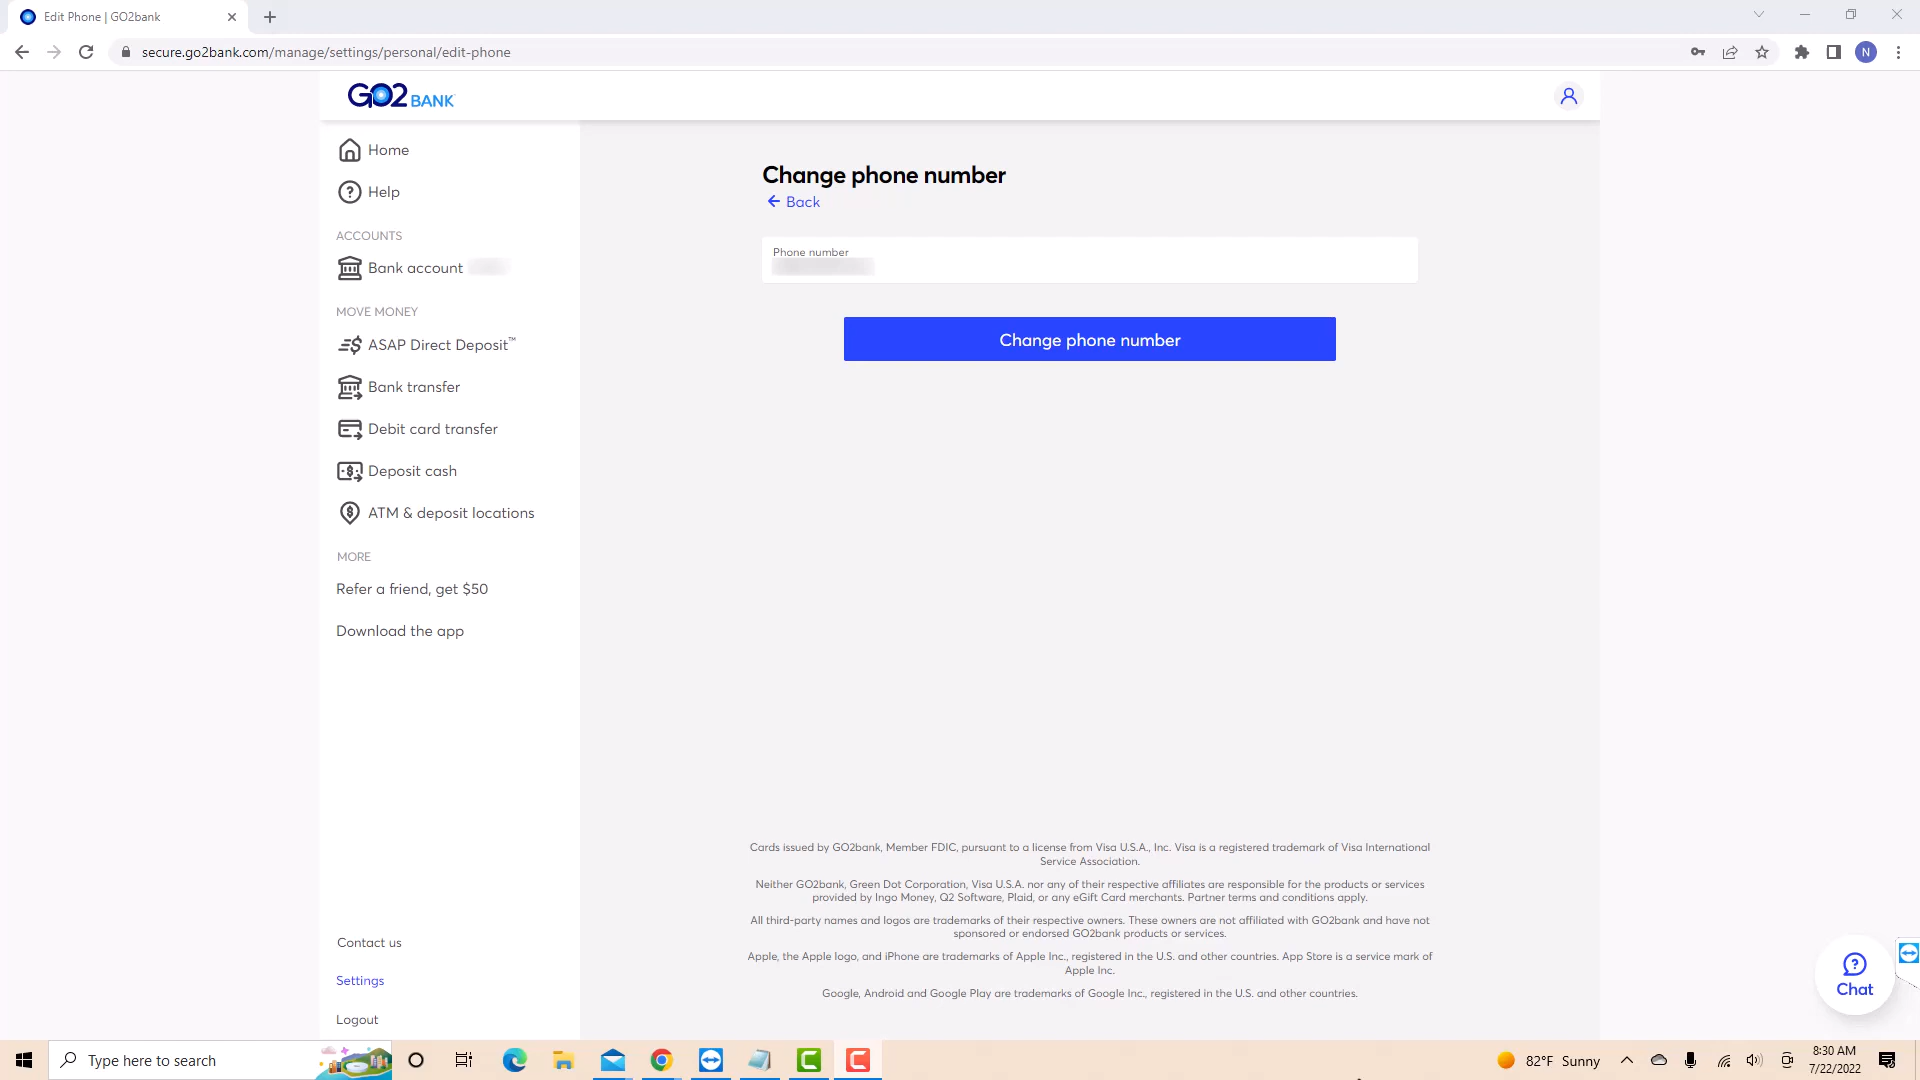 Edit Phone | GO2bank
secure.go2bank.com/manage/settings/personal/edit-phone
N
GO2 BANK
Home
Help
ACCOUNTS
Bank account
MOVE MONEY
ASAP Direct Deposit™
Bank transfer
Debit card transfer
Deposit cash
ATM & deposit locations
MORE
Refer a friend, get $50
Download the app
Contact us
Settings
Logout
Change phone number
Back
Phone number
Change phone number
Cards issued by GO2bank, Member FDIC, pursuant to a license from Visa U.S.A., Inc. Visa is a registered trademark of Visa International
Service Association.
Neither GO2bank, Green Dot Corporation, Visa U.S.A. nor any of their respective affiliates are responsible for the products or services
provided by Ingo Money, Q2 Software, Plaid, or any eGift Card merchants. Partner terms and conditions apply.
All third-party names and logos are trademarks of their respective owners. These owners are not affiliated with GO2bank and have not
sponsored or endorsed GO2bank products or services.
Apple, the Apple logo, and iPhone are trademarks of Apple Inc., registered in the U.S. and other countries. App Store is a service mark of
Apple Inc.
Google, Android and Google Play are trademarks of Google Inc., registered in the U.S. and other countries.
Chat
Type here to search
82°F Sunny
8:30 AM
7/22/2022